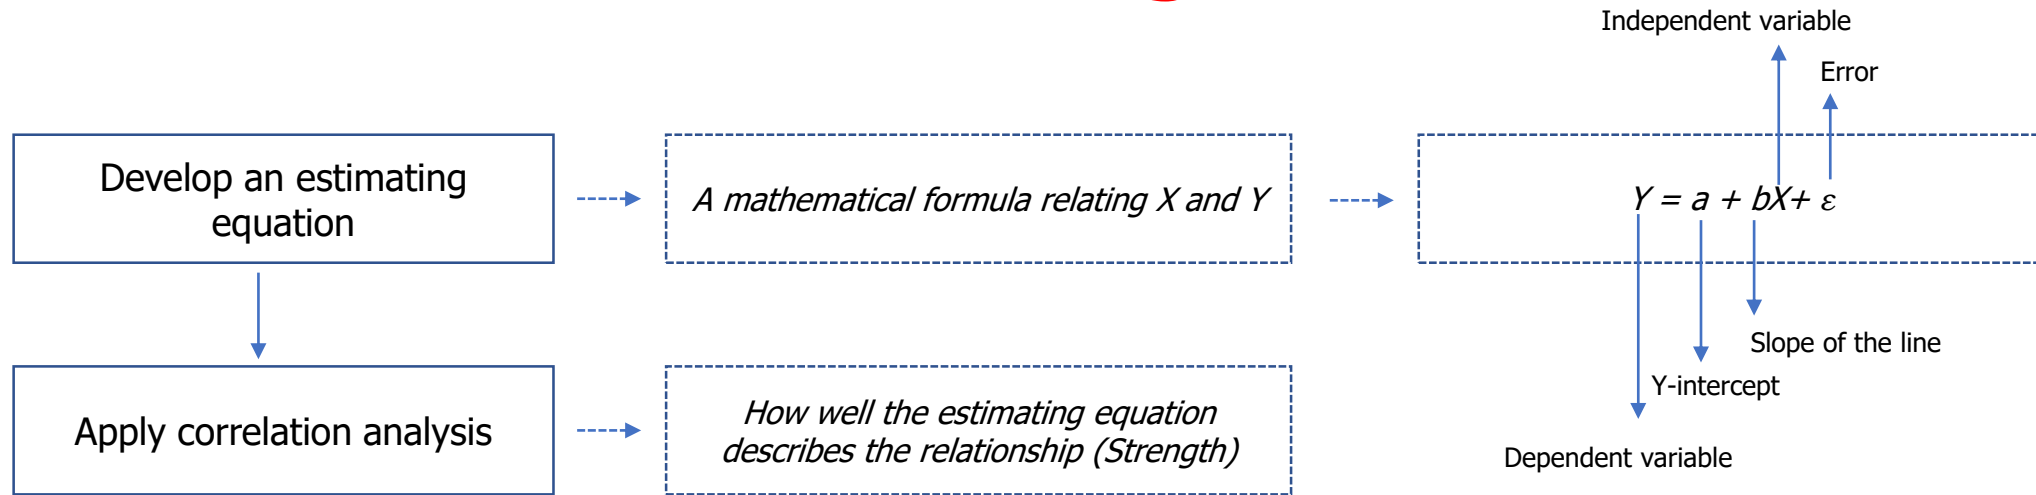 Independent variable
Error
Develop an estimating
equation
A mathematical formula relating X and Y
Y = a + bX+ ε
Slope of the line
Y-intercept
Apply correlation analysis
How well the estimating equation
describes the relationship (Strength)
Dependent variable